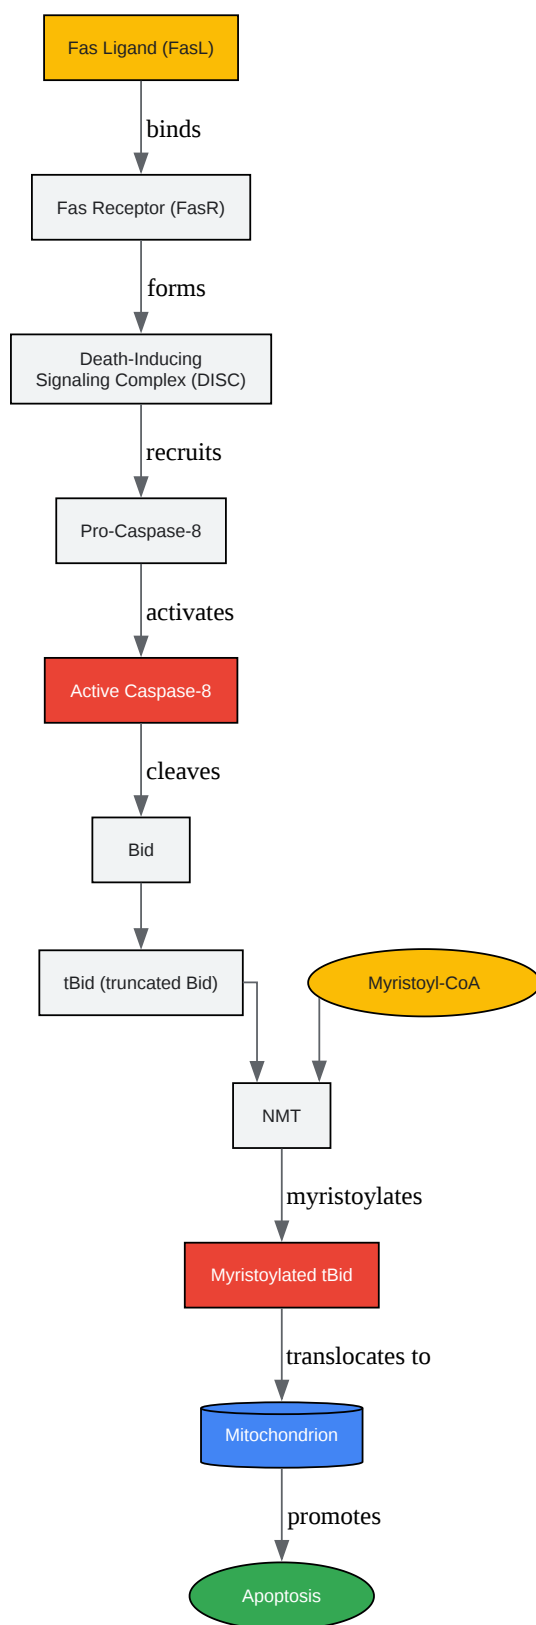 Fas Ligand (FasL)
binds
Fas Receptor (FasR)
forms
Death-Inducing
Signaling Complex (DISC)
recruits
Pro-Caspase-8
activates
Active Caspase-8
cleaves
Bid
tBid (truncated Bid)
Myristoyl-CoA
NMT
myristoylates
Myristoylated tBid
translocates to
Mitochondrion
promotes
Apoptosis